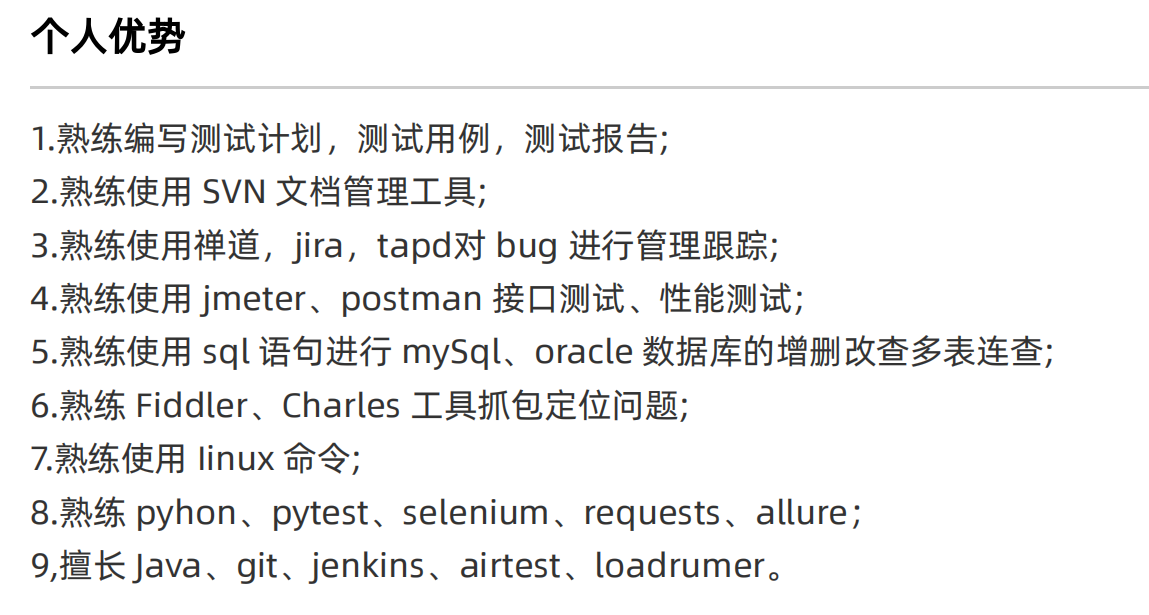 个人优势
1.熟练编写测试计划，测试用例，测试报告;
2.熟练使用 SVN 文档管理工具;
3.熟练使用禅道，jira，tapd对 bug 进行管理跟踪;
4.熟练使用 jmeter、postman 接口测试、性能测试;
5.熟练使用 sql 语句进行 mySql、oracle 数据库的增删改查多表连查;
6.熟练 Fiddler、Charles 工具抓包定位问题;
7.熟练使用 Iinux 命令;
8.熟练 pyhon、pytest、selenium、requests、allure；
9,擅长 Java、git、jenkins、airtest、loadrumer。